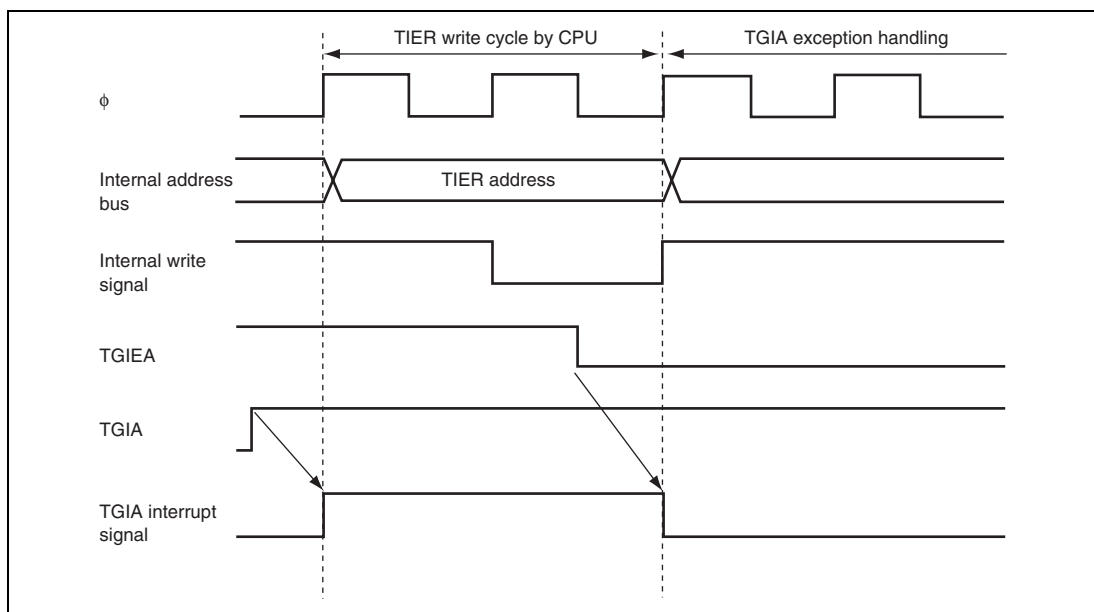 TIER write cycle by CPU
TGIA exception handling
ϕ
Internal address
bus
TIER address
Internal write
signal
TGIEA
TGIA
TGIA interrupt
signal